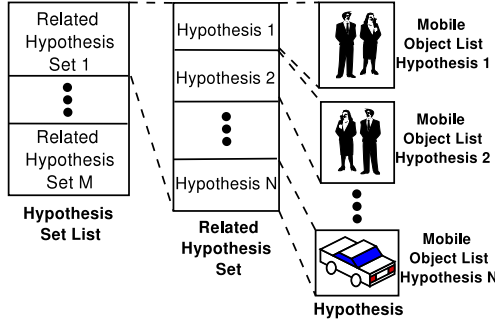 Related
Hypothesis
Set 1
Related
Hypothesis
Set M
Hypothesis
Set List
Hypothesis 1
Hypothesis 2
Hypothesis N
Related
Hypothesis
Set
Mobile
Object List
Hypothesis 1
Mobile
Object List
Hypothesis 2
Mobile
Object List
Hypothesis N
Hypothesis